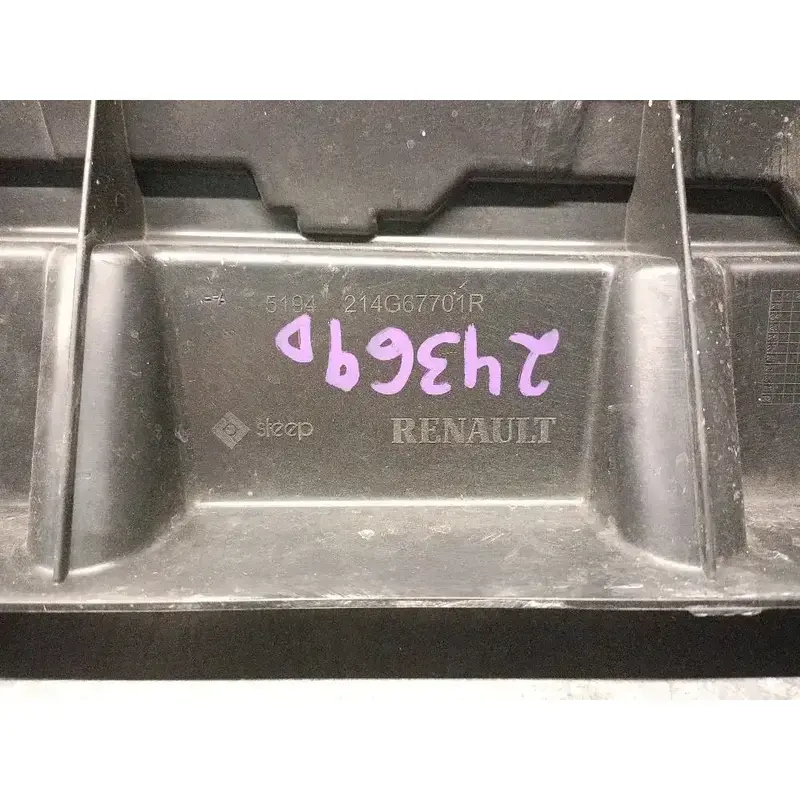 5194 214G67701R
24369D
steep RENAULT